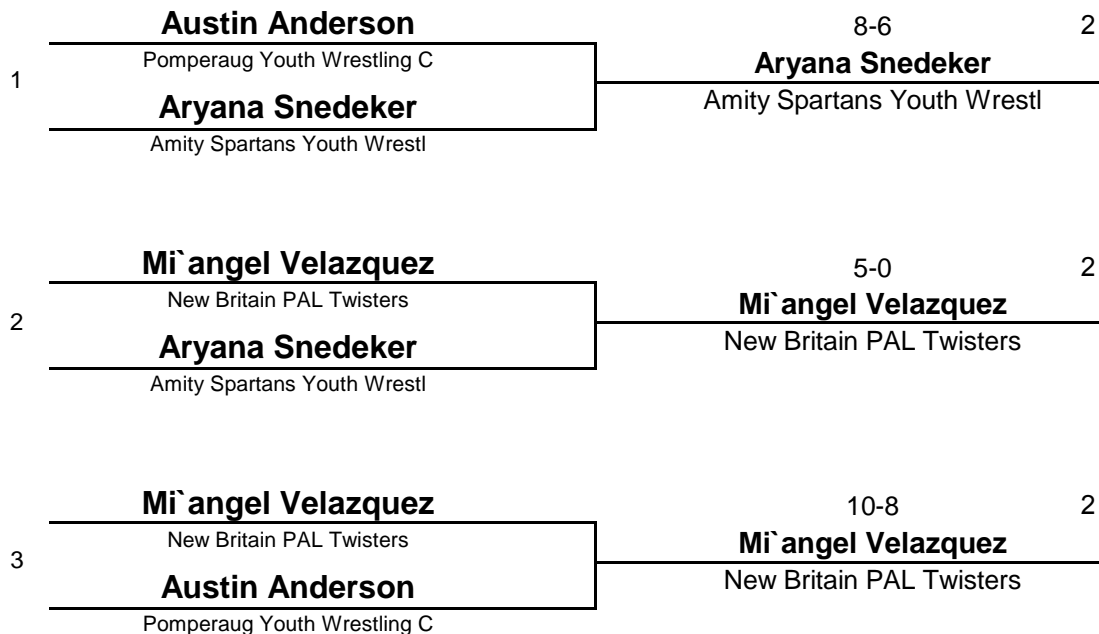 Austin Anderson
Pomperaug Youth Wrestling C
1
Aryana Snedeker
Amity Spartans Youth Wrestl
8-6 2
Aryana Snedeker
Amity Spartans Youth Wrestl
Mi`angel Velazquez
New Britain PAL Twisters
2
Aryana Snedeker
Amity Spartans Youth Wrestl
5-0 2
Mi`angel Velazquez
New Britain PAL Twisters
Mi`angel Velazquez
New Britain PAL Twisters
3
Austin Anderson
Pomperaug Youth Wrestling C
10-8 2
Mi`angel Velazquez
New Britain PAL Twisters